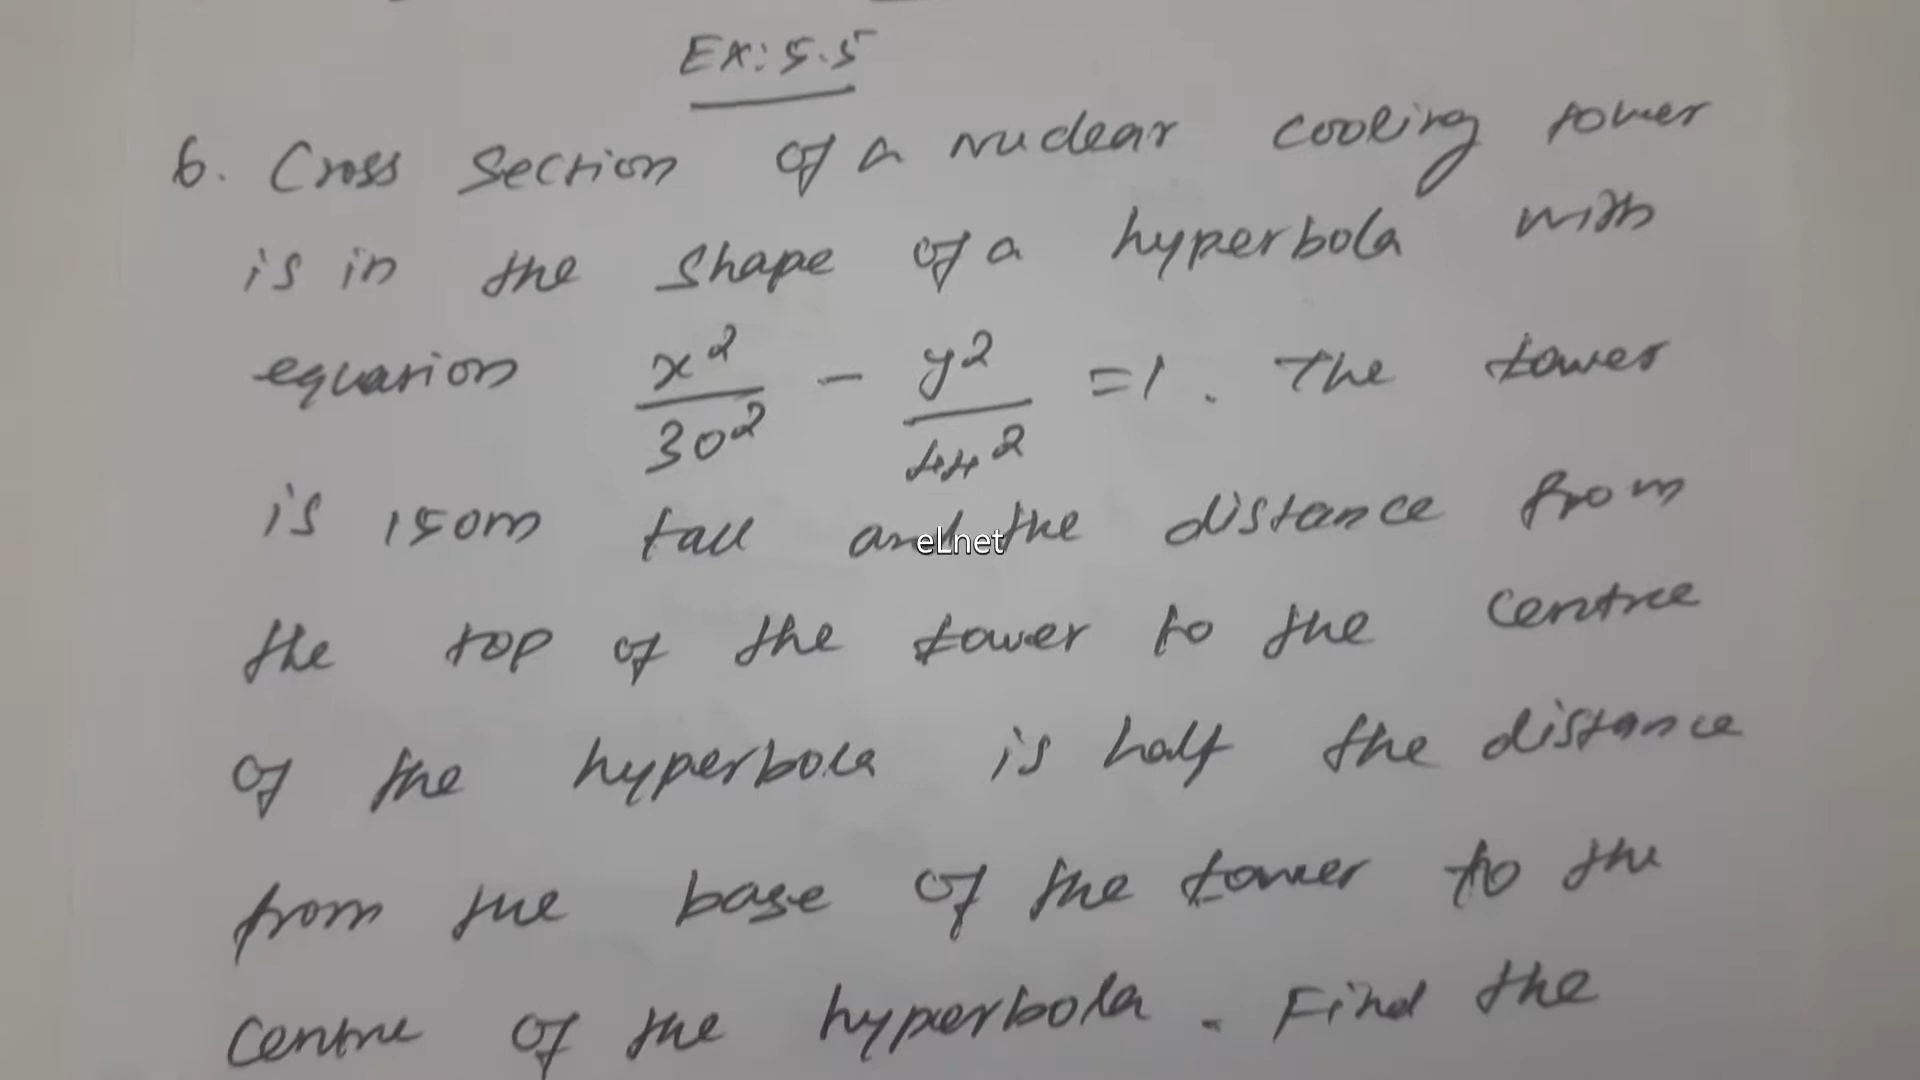 Ex: 5.5
6. Cross Section of a nuclear cooling tower
is in the shape of a hyperbola with
equation x²/30² - y²/44² = 1. The tower
is 150m tall and the distance from
eLnet
the top of the tower to the centre
of the hyperbola is half the distance
from the base of the tower to the
centre of the hyperbola. Find the